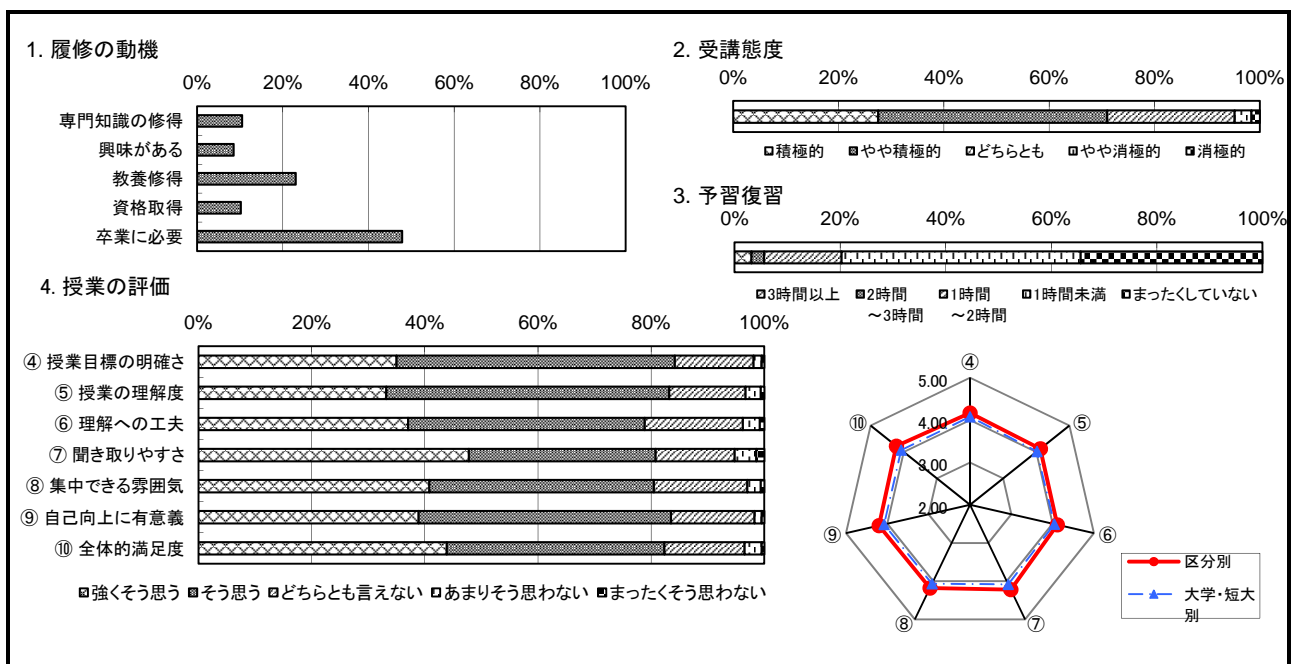 1. 履修の動機
0% 20% 40% 60% 80% 100%
専門知識の修得
興味がある
教養修得
資格取得
卒業に必要
2. 受講態度
0% 20% 40% 60% 80% 100%
積極的 やや積極的 どちらとも やや消極的 消極的
3. 予習復習
0% 20% 40% 60% 80% 100%
3時間以上 2時間～3時間 1時間～2時間 1時間未満 まったくしていない
4. 授業の評価
0% 20% 40% 60% 80% 100%
④ 授業目標の明確さ
⑤ 授業の理解度
⑥ 理解への工夫
⑦ 聞き取りやすさ
⑧ 集中できる雰囲気
⑨ 自己向上に有意義
⑩ 全体的満足度
強くそう思う そう思う どちらとも言えない あまりそう思わない まったくそう思わない
④
⑤
⑥
⑦
⑧
⑨
⑩
5.00
4.00
3.00
2.00
区分別
大学・短大
別